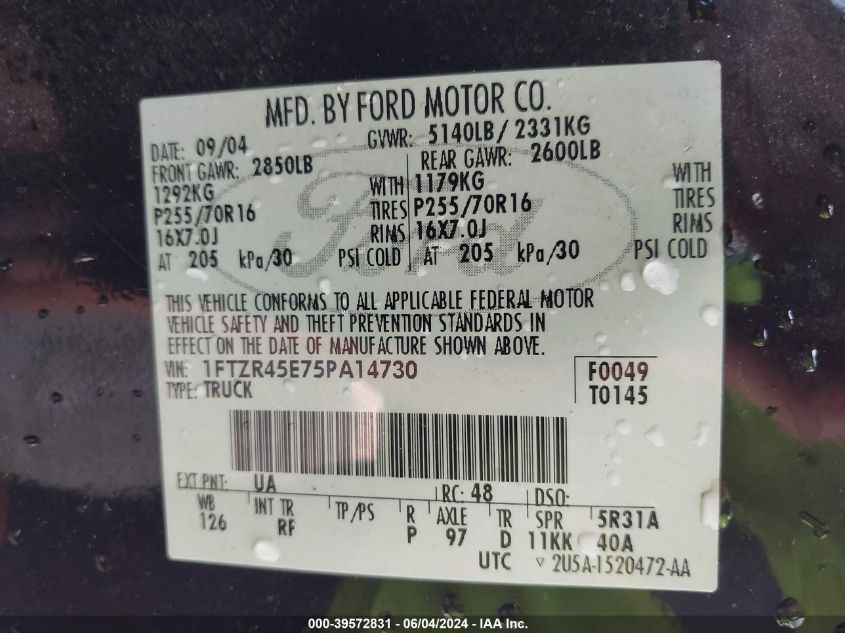 MFD. BY FORD MOTOR CO.
DATE: 09/04 GVWR: 5140LB/ 2331KG
FRONT GAWR: 2850LB REAR GAWR: 2600LB
1292KG WITH 1179KG WITH
P255/70R16 TIRES P255/70R16 TIRES
16X7.0J RIMS 16X7.0J RIMS
AT 205 kPa/30 PSI COLD AT 205 kPa/30 PSI COLD
Ford
THIS VEHICLE CONFORMS TO ALL APPLICABLE FEDERAL MOTOR
VEHICLE SAFETY AND THEFT PREVENTION STANDARDS IN
EFFECT ON THE DATE OF MANUFACTURE SHOWN ABOVE.
VIN: 1FTZR45E75PA14730 F0049
TYPE: TRUCK T0145
EXT PNT: UA RC: 48 DSO:
WB INT TR TP/PS R AXLE TR SPR 5R31A
126 RF P 97 D 11KK 40A
UTC ▽ 2U5A-1520472-AA
000-39572831 - 06/04/2024 - IAA Inc.